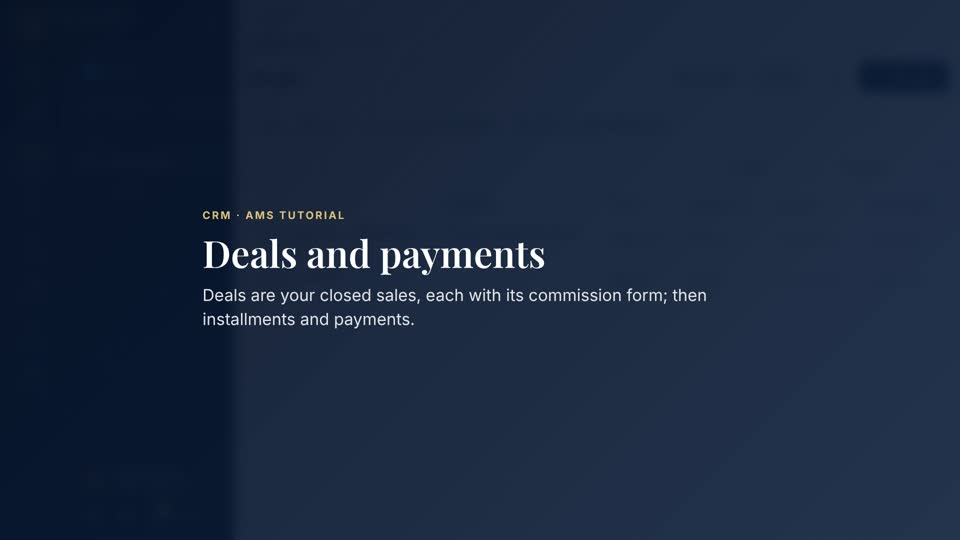 CRM · AMS TUTORIAL
Deals and payments
Deals are your closed sales, each with its commission form; then
installments and payments.